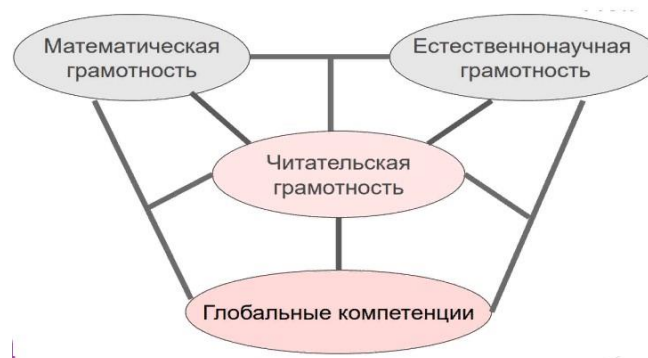 Математическая
грамотность
Естественнонаучная
грамотность
Читательская
грамотность
Глобальные компетенции